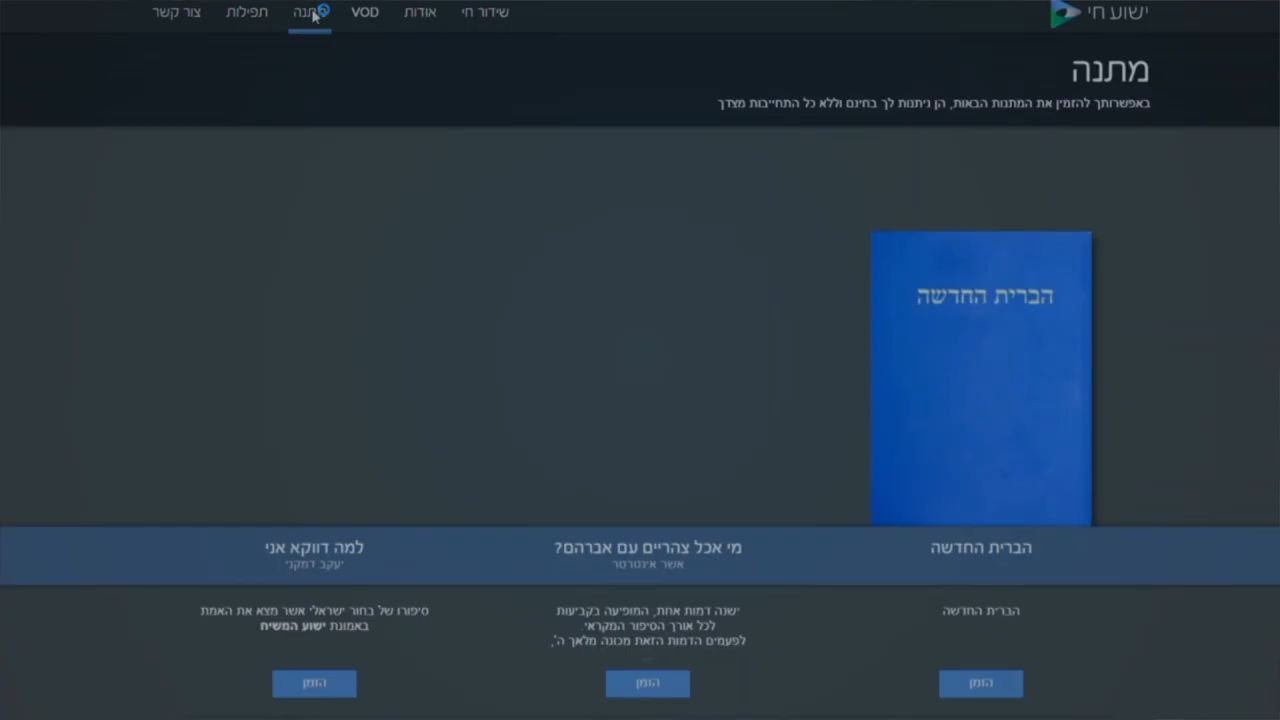 ישוע חי
שידור חי
אודות
VOD
תפילות
צור קשר
מתנה
באפשרותך להזמין את המתנות הבאות, הן ניתנות לך בחינם וללא כל התחייבות מצדך
הברית החדשה
הברית החדשה
מי אכל צהריים עם אברהם?
אשר אינטרטר
למה דווקא אני
יעקב דמקני
הברית החדשה
ישנה דמות אחת, המופיעה בקביעות
לכל אורך הסיפור המקראי.
לפעמים הדמות הזאת מכונה מלאך ה',
סיפורו של בחור ישראלי אשר מצא את האמת
באמונת ישוע המשיח
הזמן
הזמן
הזמן